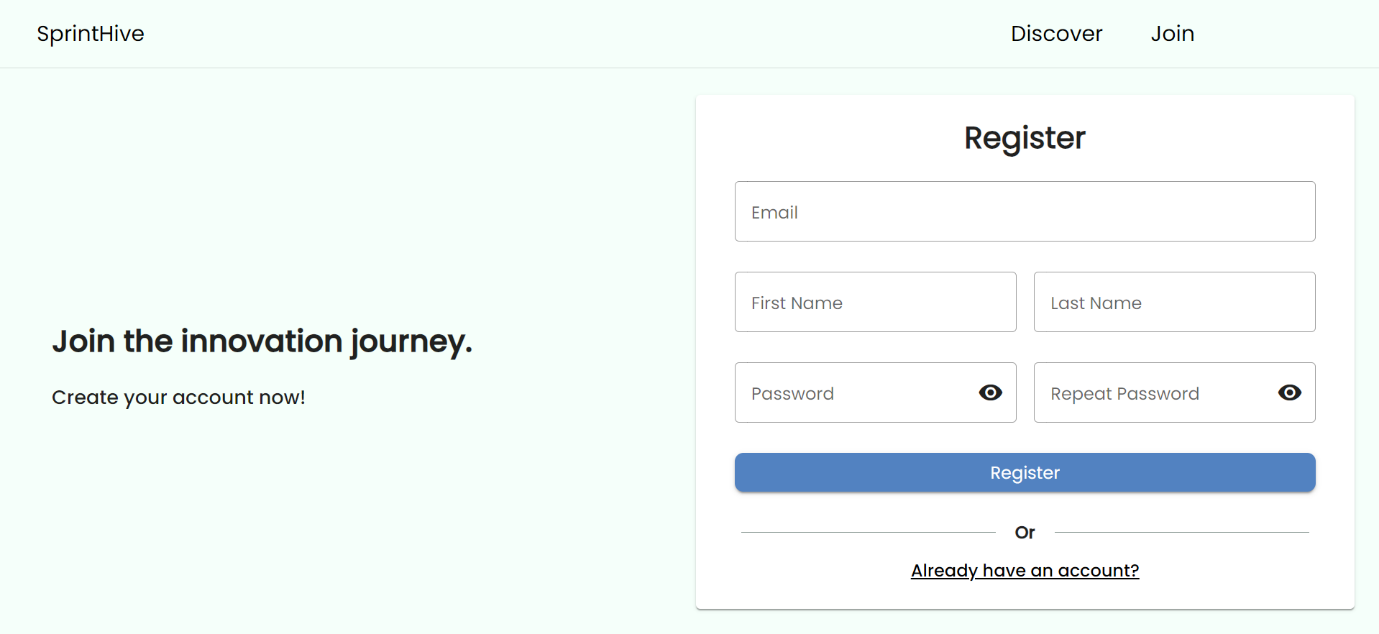 SprintHive
Discover Join
Join the innovation journey.
Create your account now!
Register
Email
First Name Last Name
Password Repeat Password
Register
Or
Already have an account?